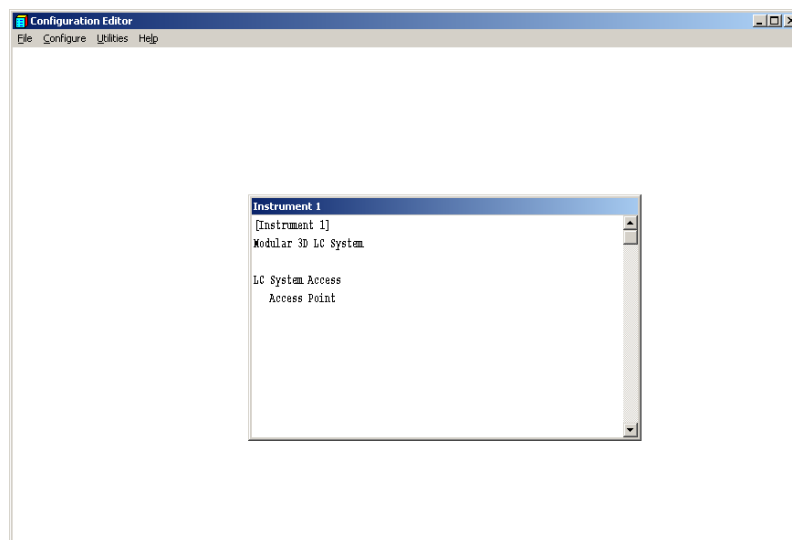 Configuration Editor
File Configure Utilities Help
Instrument 1
[Instrument 1]
Modular 3D LC System
LC System Access
Access Point